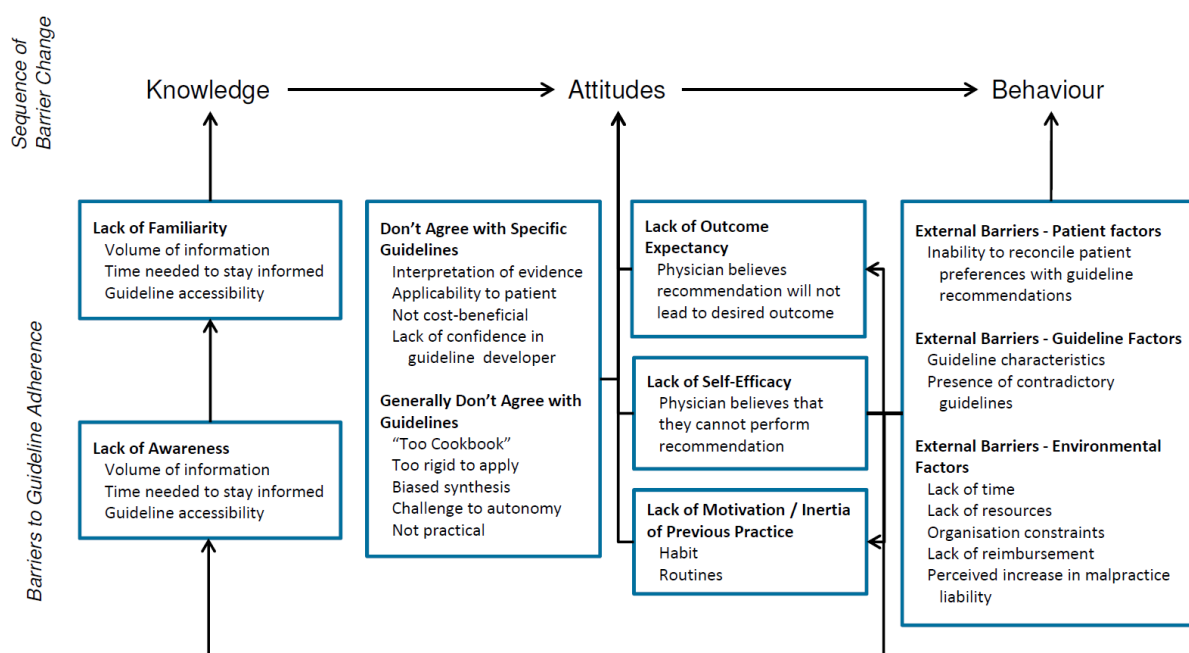 Sequence of
Barrier Change
Knowledge
Attitudes
Behaviour
Barriers to Guideline Adherence
Lack of Familiarity
Volume of information
Time needed to stay informed
Guideline accessibility
Lack of Awareness
Volume of information
Time needed to stay informed
Guideline accessibility
Don’t Agree with Specific
Guidelines
Interpretation of evidence
Applicability to patient
Not cost-beneficial
Lack of confidence in
guideline developer
Generally Don’t Agree with
Guidelines
“Too Cookbook”
Too rigid to apply
Biased synthesis
Challenge to autonomy
Not practical
Lack of Outcome
Expectancy
Physician believes
recommendation will not
lead to desired outcome
Lack of Self-Efficacy
Physician believes that
they cannot perform
recommendation
Lack of Motivation / Inertia
of Previous Practice
Habit
Routines
External Barriers - Patient factors
Inability to reconcile patient
preferences with guideline
recommendations
External Barriers - Guideline Factors
Guideline characteristics
Presence of contradictory
guidelines
External Barriers - Environmental
Factors
Lack of time
Lack of resources
Organisation constraints
Lack of reimbursement
Perceived increase in malpractice
liability